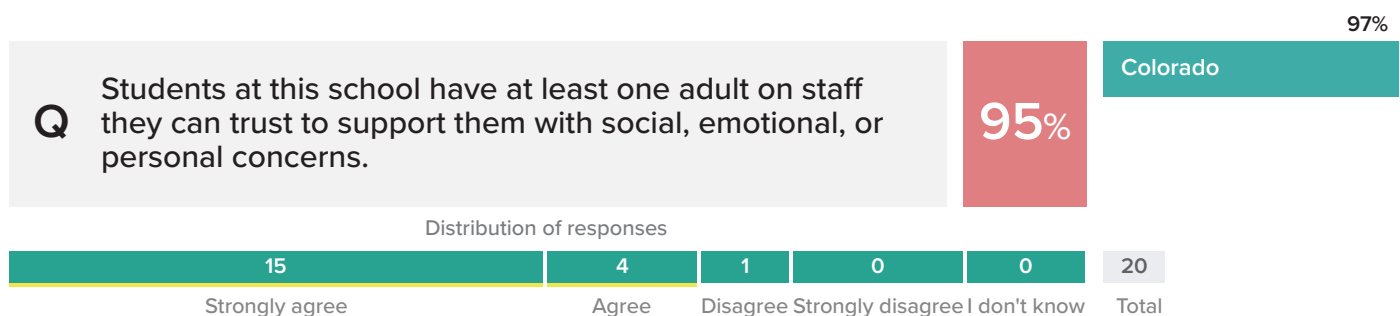 97%
Colorado
Q
Students at this school have at least one adult on staff
they can trust to support them with social, emotional, or
personal concerns.
95%
Distribution of responses
15 4 1 0 0 20
Strongly agree Agree Disagree Strongly disagree I don't know Total